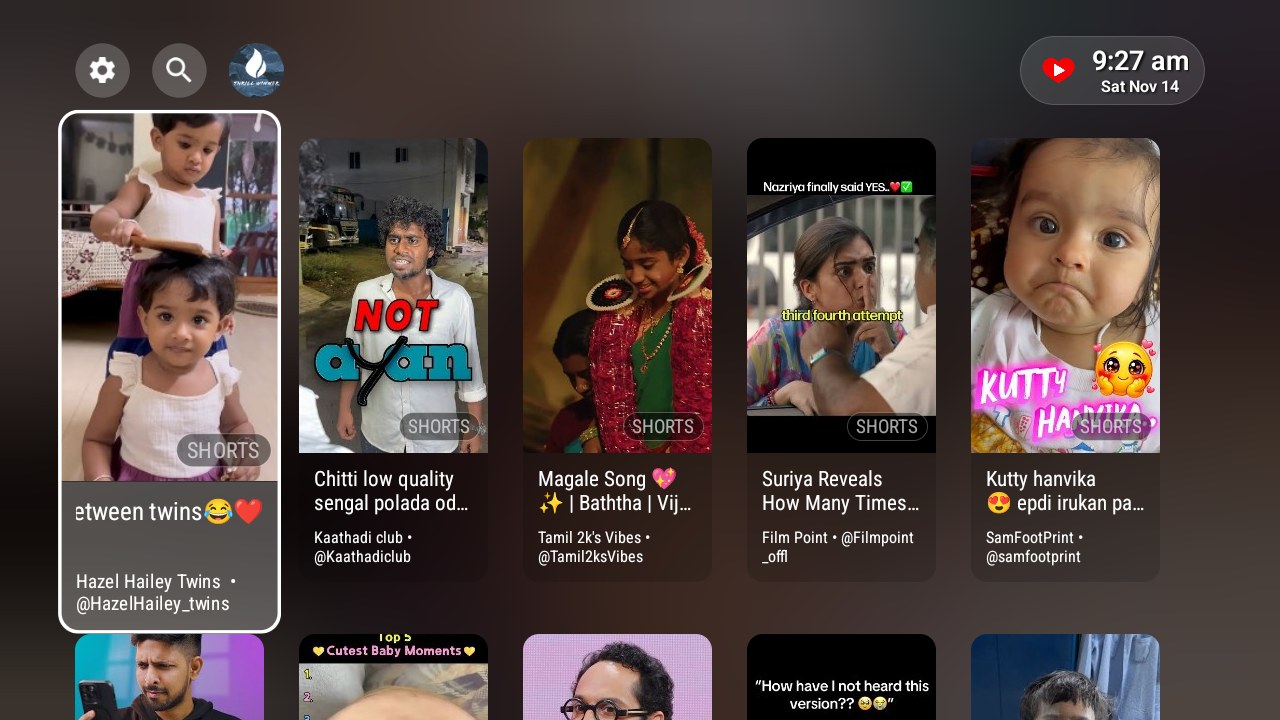 THRILL WINNER
9:27 am
Sat Nov 14
SHORTS
etween twins😂❤️
Hazel Hailey Twins •
@HazelHailey_twins
NOT
ayan
SHORTS
Chitti low quality
sengal polada od…
Kaathadi club •
@Kaathadiclub
SHORTS
Magale Song 💖
✨ | Baththa | Vij…
Tamil 2k's Vibes •
@Tamil2ksVibes
Nazriya finally said YES..❤️✅
third fourth attempt
SHORTS
Suriya Reveals
How Many Times…
Film Point • @Filmpoint
_offl
KUTTY
HANVIKA
SHORTS
Kutty hanvika
😍 epdi irukan pa…
SamFootPrint •
@samfootprint
Top 5
💛Cutest Baby Moments💛
1.
2.
"How have I not heard this
version?? 🥹😭"